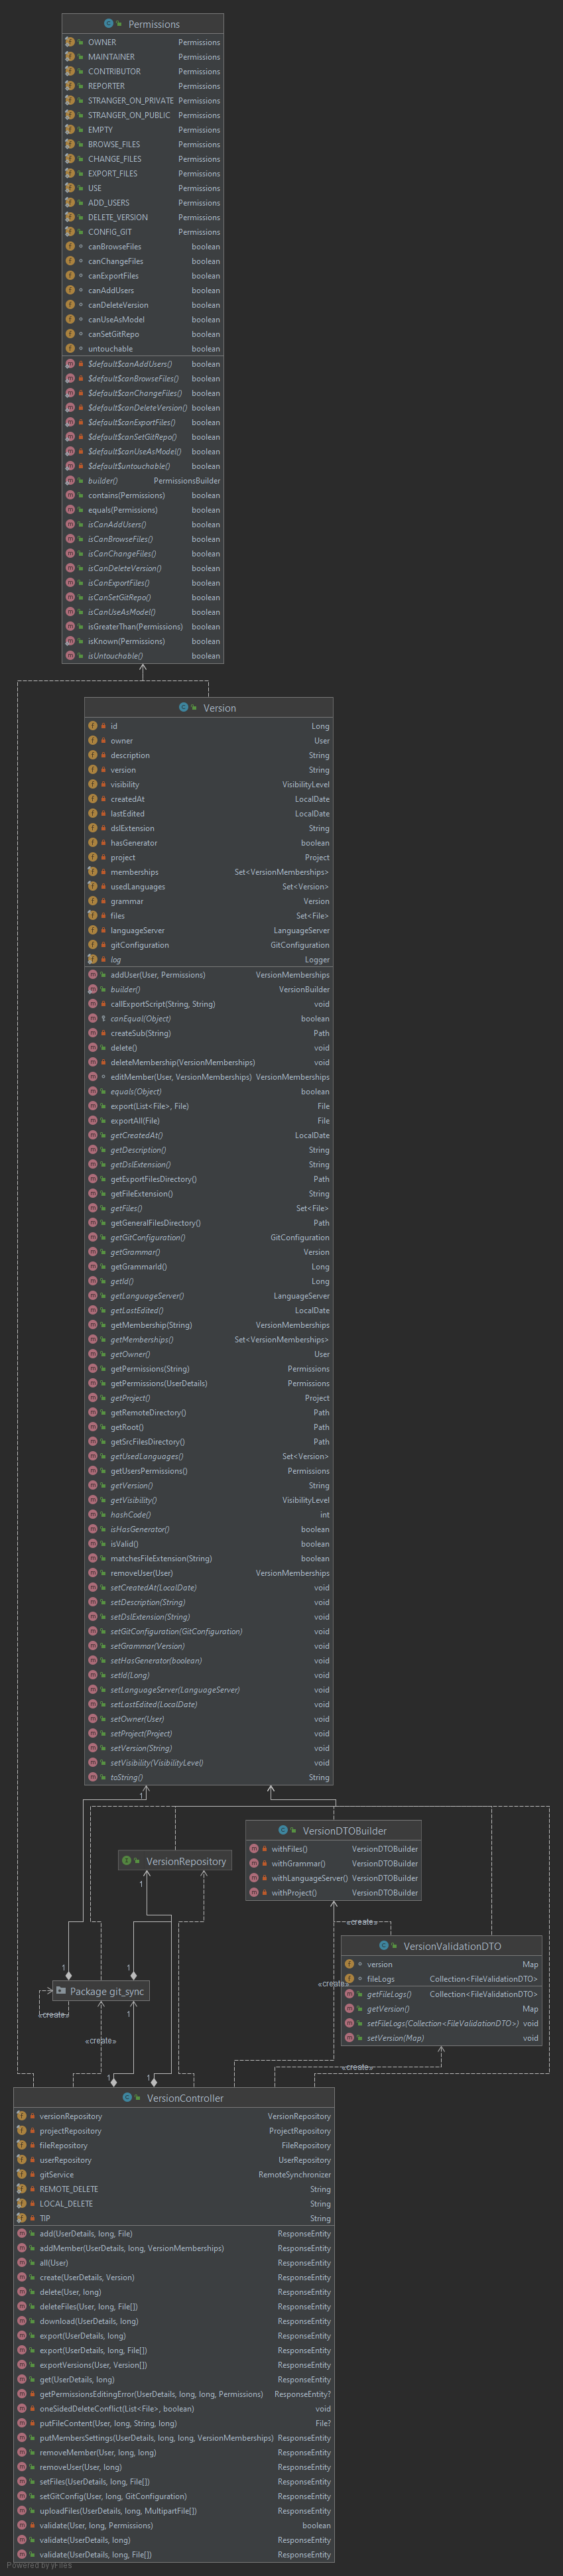 Permissions
OWNER Permissions
MAINTAINER Permissions
CONTRIBUTOR Permissions
REPORTER Permissions
STRANGER_ON_PRIVATE Permissions
STRANGER_ON_PUBLIC Permissions
EMPTY Permissions
BROWSE_FILES Permissions
CHANGE_FILES Permissions
EXPORT_FILES Permissions
USE Permissions
ADD_USERS Permissions
DELETE_VERSION Permissions
CONFIG_GIT Permissions
canBrowseFiles boolean
canChangeFiles boolean
canExportFiles boolean
canAddUsers boolean
canDeleteVersion boolean
canUseAsModel boolean
canSetGitRepo boolean
untouchable boolean
$default$canAddUsers() boolean
$default$canBrowseFiles() boolean
$default$canChangeFiles() boolean
$default$canDeleteVersion() boolean
$default$canExportFiles() boolean
$default$canSetGitRepo() boolean
$default$canUseAsModel() boolean
$default$untouchable() boolean
builder() PermissionsBuilder
contains(Permissions) boolean
equals(Permissions) boolean
isCanAddUsers() boolean
isCanBrowseFiles() boolean
isCanChangeFiles() boolean
isCanDeleteVersion() boolean
isCanExportFiles() boolean
isCanSetGitRepo() boolean
isCanUseAsModel() boolean
isGreaterThan(Permissions) boolean
isKnown(Permissions) boolean
isUntouchable() boolean
Version
id Long
owner User
description String
version String
visibility VisibilityLevel
createdAt LocalDate
lastEdited LocalDate
dslExtension String
hasGenerator boolean
project Project
memberships Set<VersionMemberships>
usedLanguages Set<Version>
grammar Version
files Set<File>
languageServer LanguageServer
gitConfiguration GitConfiguration
log Logger
addUser(User, Permissions) VersionMemberships
builder() VersionBuilder
callExportScript(String, String) void
canEqual(Object) boolean
createSub(String) Path
delete() void
deleteMembership(VersionMemberships) void
editMember(User, VersionMemberships) VersionMemberships
equals(Object) boolean
export(List<File>, File) File
exportAll(File) File
getCreatedAt() LocalDate
getDescription() String
getDslExtension() String
getExportFilesDirectory() Path
getFileExtension() String
getFiles() Set<File>
getGeneralFilesDirectory() Path
getGitConfiguration() GitConfiguration
getGrammar() Version
getGrammarId() Long
getId() Long
getLanguageServer() LanguageServer
getLastEdited() LocalDate
getMembership(String) VersionMemberships
getMemberships() Set<VersionMemberships>
getOwner() User
getPermissions(String) Permissions
getPermissions(UserDetails) Permissions
getProject() Project
getRemoteDirectory() Path
getRoot() Path
getSrcFilesDirectory() Path
getUsedLanguages() Set<Version>
getUsersPermissions() Permissions
getVersion() String
getVisibility() VisibilityLevel
hashCode() int
isHasGenerator() boolean
isValid() boolean
matchesFileExtension(String) boolean
removeUser(User) VersionMemberships
setCreatedAt(LocalDate) void
setDescription(String) void
setDslExtension(String) void
setGitConfiguration(GitConfiguration) void
setGrammar(Version) void
setHasGenerator(boolean) void
setId(Long) void
setLanguageServer(LanguageServer) void
setLastEdited(LocalDate) void
setOwner(User) void
setProject(Project) void
setVersion(String) void
setVisibility(VisibilityLevel) void
toString() String
1
VersionDTOBuilder
withFiles() VersionDTOBuilder
withGrammar() VersionDTOBuilder
withLanguageServer() VersionDTOBuilder
withProject() VersionDTOBuilder
VersionRepository
1
«create»
VersionValidationDTO
version Map
fileLogs Collection<FileValidationDTO>
getFileLogs() Collection<FileValidationDTO>
getVersion() Map
setFileLogs(Collection<FileValidationDTO>) void
setVersion(Map) void
1 1
Package git_sync
«create»
«create»
1
«create»
«create»
1 1
VersionController
versionRepository VersionRepository
projectRepository ProjectRepository
fileRepository FileRepository
userRepository UserRepository
gitService RemoteSynchronizer
REMOTE_DELETE String
LOCAL_DELETE String
TIP String
add(UserDetails, long, File) ResponseEntity
addMember(UserDetails, long, VersionMemberships) ResponseEntity
all(User) ResponseEntity
create(UserDetails, Version) ResponseEntity
delete(User, long) ResponseEntity
deleteFiles(User, long, File[]) ResponseEntity
download(UserDetails, long) ResponseEntity
export(UserDetails, long) ResponseEntity
export(UserDetails, long, File[]) ResponseEntity
exportVersions(User, Version[]) ResponseEntity
get(UserDetails, long) ResponseEntity
getPermissionsEditingError(UserDetails, long, long, Permissions) ResponseEntity?
oneSidedDeleteConflict(List<File>, boolean) void
putFileContent(User, long, String, long) File?
putMembersSettings(UserDetails, long, long, VersionMemberships) ResponseEntity
removeMember(User, long, long) ResponseEntity
removeUser(User, long) ResponseEntity
setFiles(UserDetails, long, File[]) ResponseEntity
setGitConfig(User, long, GitConfiguration) ResponseEntity
uploadFiles(UserDetails, long, MultipartFile[]) ResponseEntity
validate(User, long, Permissions) boolean
validate(UserDetails, long) ResponseEntity
validate(UserDetails, long, File[]) ResponseEntity
Powered by yFiles